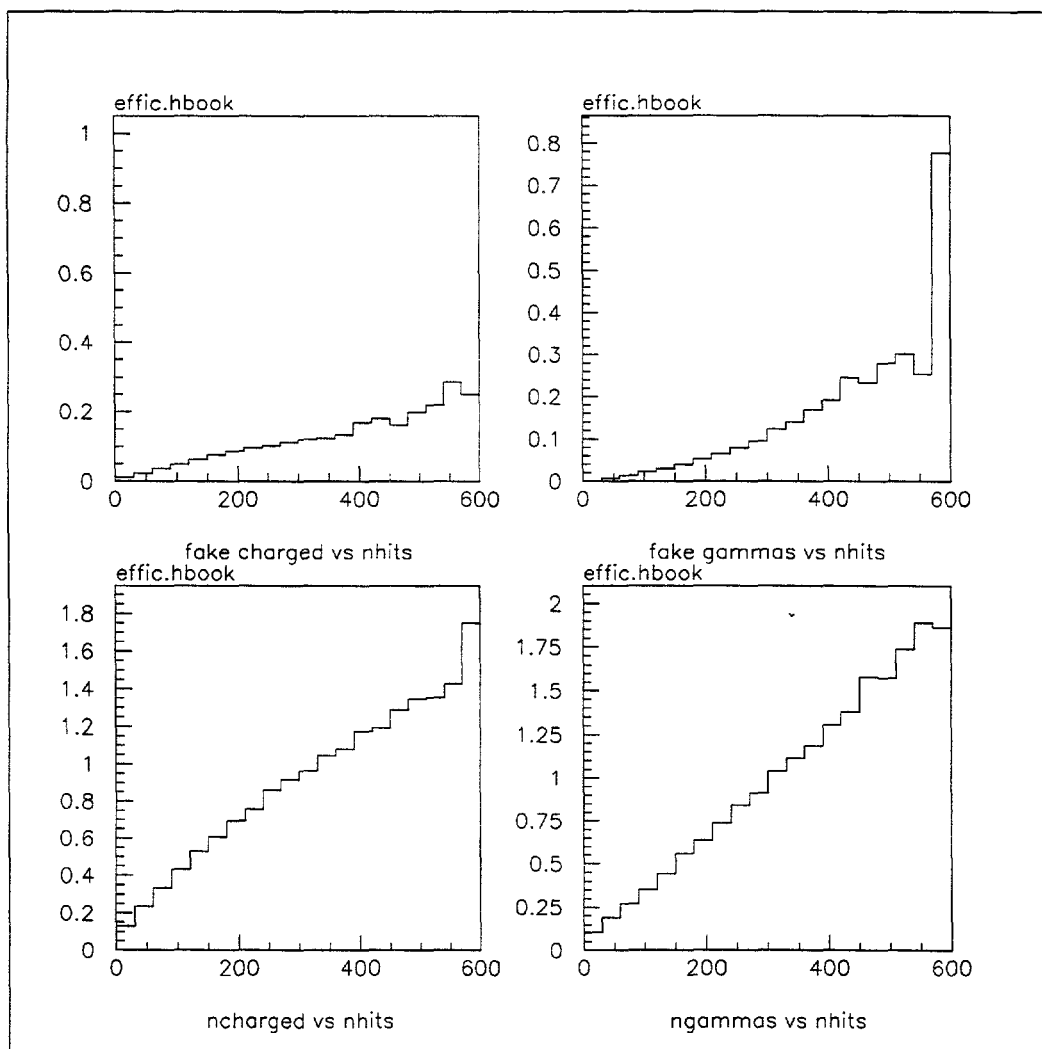 effic.hbook
1
0.8
0.6
0.4
0.2
0
0 200 400 600
fake charged vs nhits
effic.hbook
0.8
0.7
0.6
0.5
0.4
0.3
0.2
0.1
0
0 200 400 600
fake gammas vs nhits
effic.hbook
1.8
1.6
1.4
1.2
1
0.8
0.6
0.4
0.2
0
0 200 400 600
ncharged vs nhits
effic.hbook
2
1.75
1.5
1.25
1
0.75
0.5
0.25
0
0 200 400 600
ngammas vs nhits